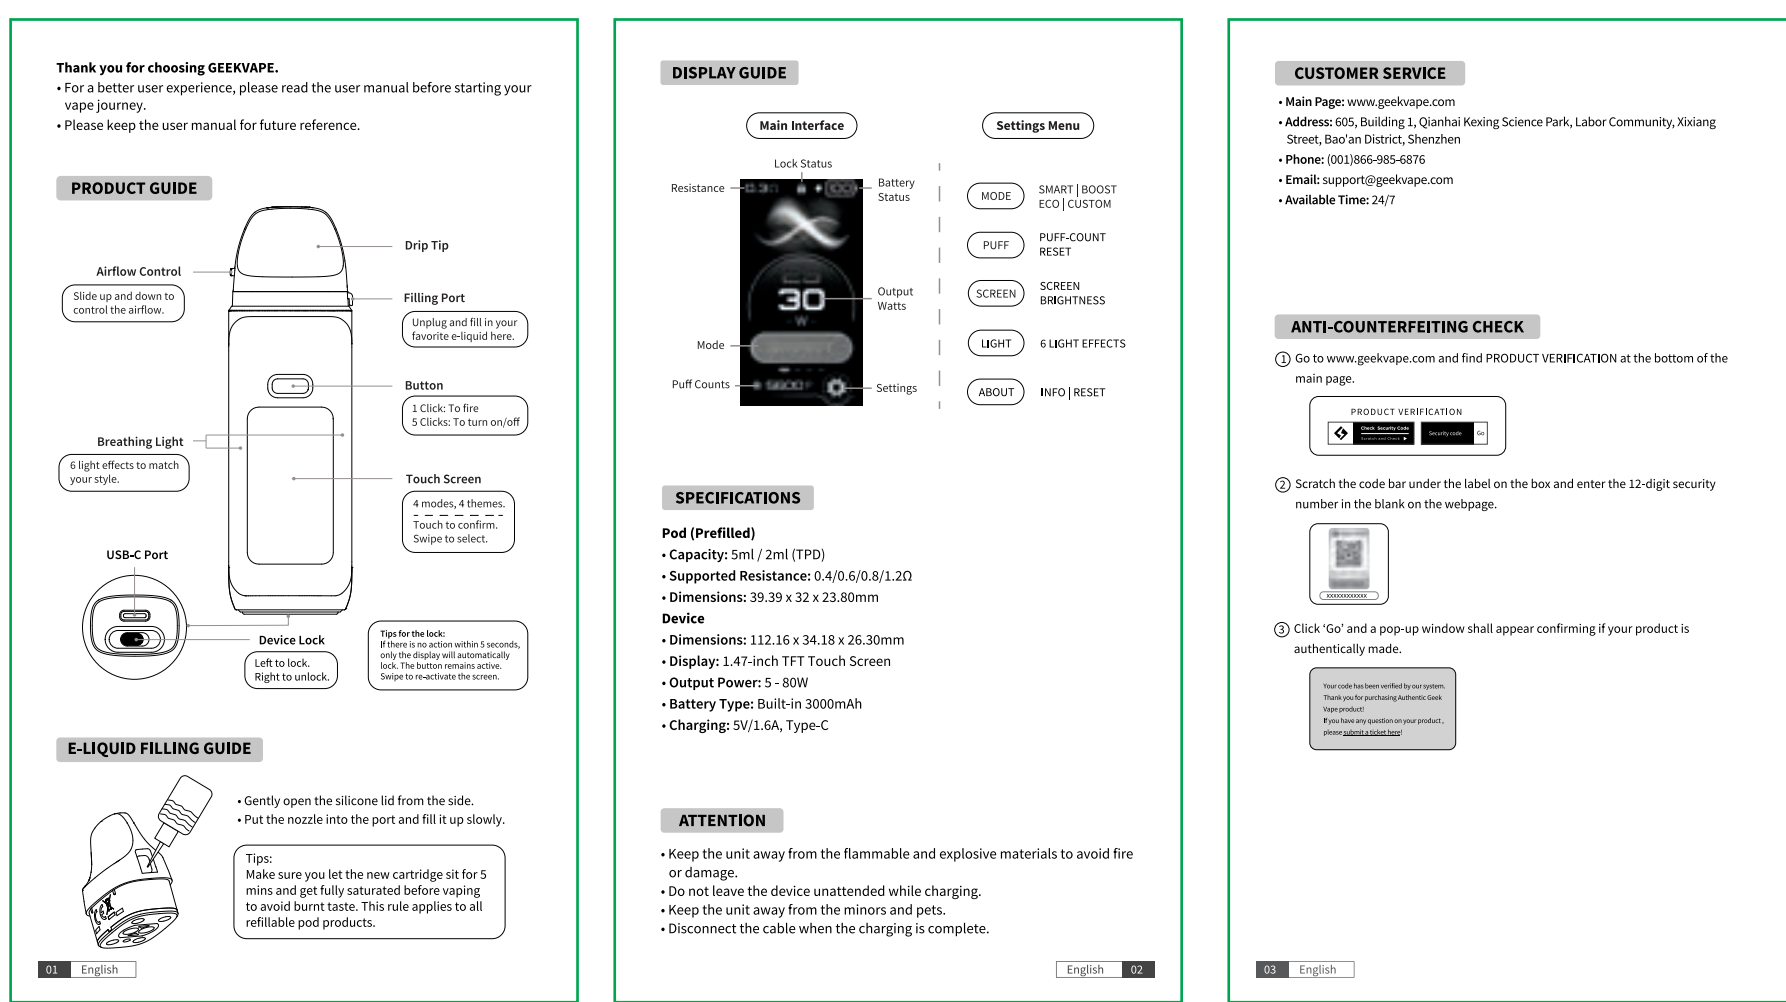 Thank you for choosing GEEKVAPE.
• For a better user experience, please read the user manual before starting your
vape journey.
• Please keep the user manual for future reference.
PRODUCT GUIDE
Drip Tip
Airflow Control
Slide up and down to
control the airflow.
Filling Port
Unplug and fill in your
favorite e-liquid here.
Button
1 Click: To fire
5 Clicks: To turn on/off
Breathing Light
6 light effects to match
your style.
Touch Screen
4 modes, 4 themes.
Touch to confirm.
Swipe to select.
USB-C Port
Device Lock
Left to lock.
Right to unlock.
Tips for the lock:
If there is no action within 5 seconds,
only the display will automatically
lock. The button remains active.
Swipe to re-activate the screen.
E-LIQUID FILLING GUIDE
• Gently open the silicone lid from the side.
• Put the nozzle into the port and fill it up slowly.
Tips:
Make sure you let the new cartridge sit for 5
mins and get fully saturated before vaping
to avoid burnt taste. This rule applies to all
refillable pod products.
01 English
DISPLAY GUIDE
Main Interface
Lock Status
Resistance
Battery
Status
30
W
Output
Watts
Mode
Puff Counts
Settings
Settings Menu
MODE SMART | BOOST
ECO | CUSTOM
PUFF PUFF-COUNT
RESET
SCREEN SCREEN
BRIGHTNESS
LIGHT 6 LIGHT EFFECTS
ABOUT INFO | RESET
SPECIFICATIONS
Pod (Prefilled)
• Capacity: 5ml / 2ml (TPD)
• Supported Resistance: 0.4/0.6/0.8/1.2Ω
• Dimensions: 39.39 x 32 x 23.80mm
Device
• Dimensions: 112.16 x 34.18 x 26.30mm
• Display: 1.47-inch TFT Touch Screen
• Output Power: 5 - 80W
• Battery Type: Built-in 3000mAh
• Charging: 5V/1.6A, Type-C
ATTENTION
• Keep the unit away from the flammable and explosive materials to avoid fire
or damage.
• Do not leave the device unattended while charging.
• Keep the unit away from the minors and pets.
• Disconnect the cable when the charging is complete.
English 02
CUSTOMER SERVICE
• Main Page: www.geekvape.com
• Address: 605, Building 1, Qianhai Kexing Science Park, Labor Community, Xixiang
Street, Bao'an District, Shenzhen
• Phone: (001)866-985-6876
• Email: support@geekvape.com
• Available Time: 24/7
ANTI-COUNTERFEITING CHECK
① Go to www.geekvape.com and find PRODUCT VERIFICATION at the bottom of the
main page.
PRODUCT VERIFICATION
Check Security Code
Scratch and Check ▶
Security code Go
② Scratch the code bar under the label on the box and enter the 12-digit security
number in the blank on the webpage.
XXXXXXXXXXXX
③ Click ‘Go’ and a pop-up window shall appear confirming if your product is
authentically made.
Your code has been verified by our system.
Thank you for purchasing Authentic Geek
Vape product!
If you have any question on your product ,
please submit a ticket here!
03 English